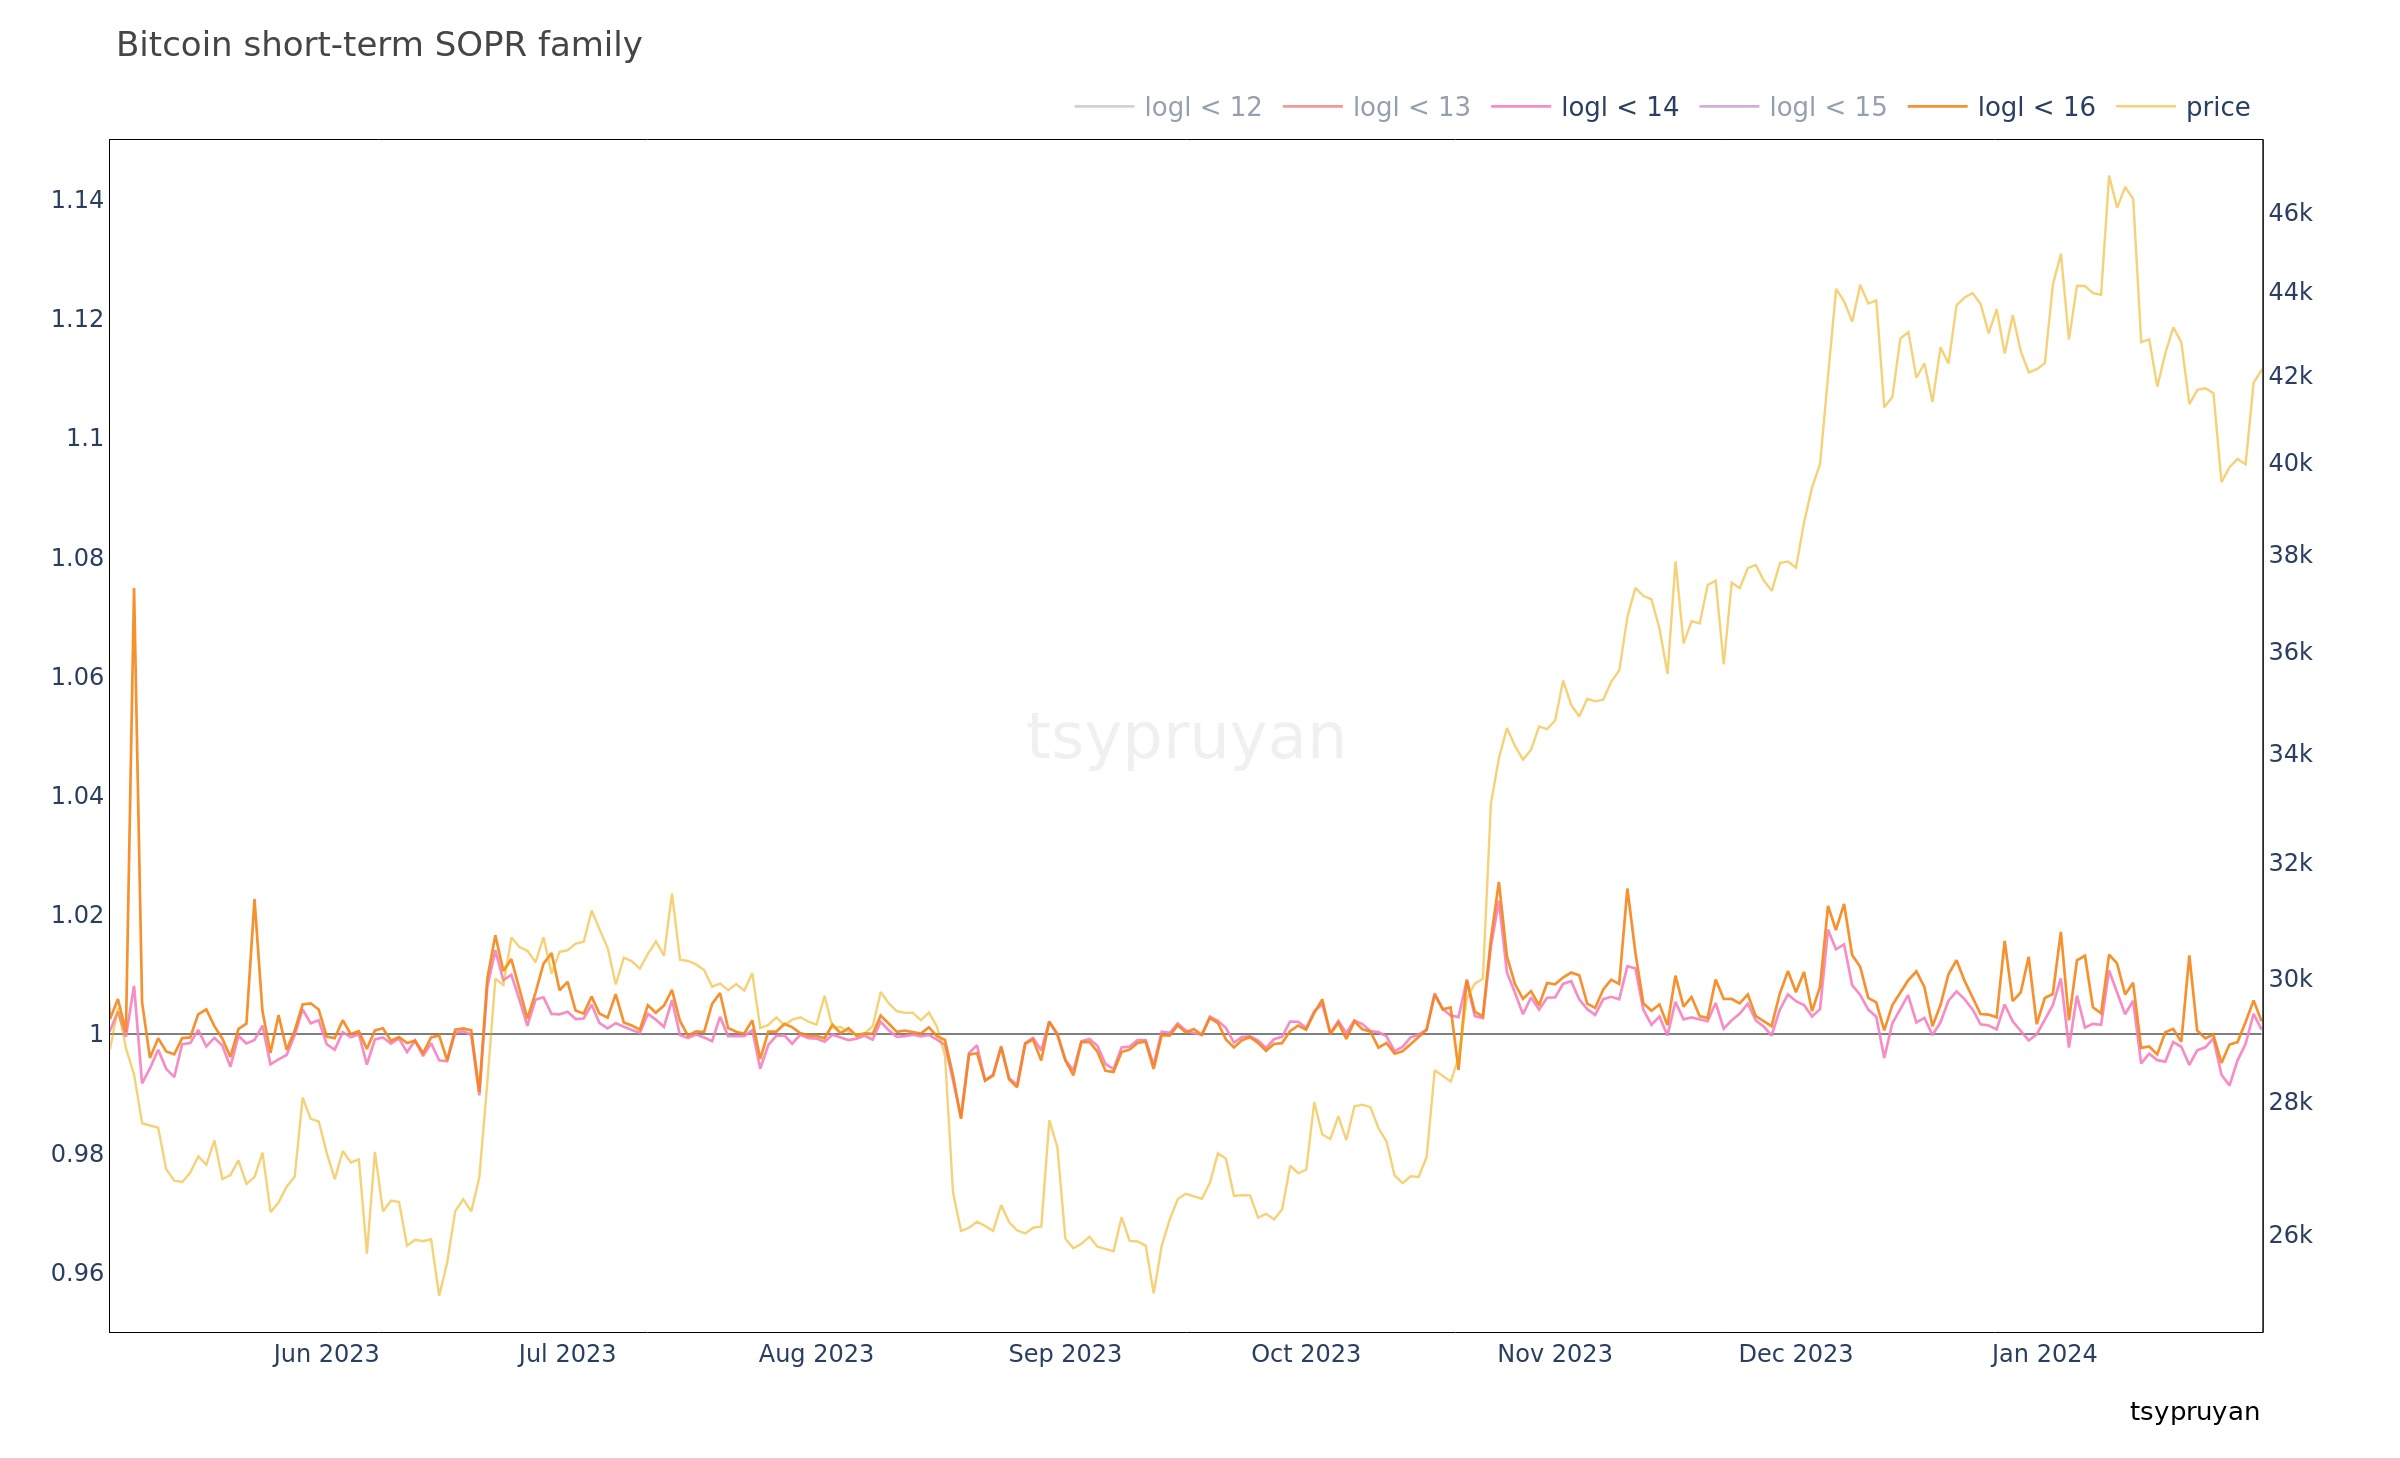 Bitcoin short-term SOPR family
logl < 12 logl < 13 logl < 14 logl < 15 logl < 16 price
1.14
1.12
1.1
1.08
1.06
1.04
1.02
1
0.98
0.96
46k
44k
42k
40k
38k
36k
34k
32k
30k
28k
26k
tsypruyan
Jun 2023 Jul 2023 Aug 2023 Sep 2023 Oct 2023 Nov 2023 Dec 2023 Jan 2024
tsypruyan